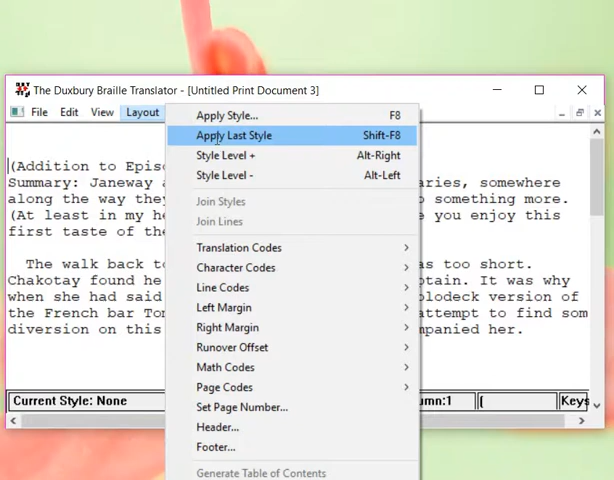 The Duxbury Braille Translator - [Untitled Print Document 3]
File Edit View Layout
Apply Style... F8
Apply Last Style Shift-F8
Style Level + Alt-Right
Style Level - Alt-Left
Join Styles
Join Lines
Translation Codes
Character Codes
Line Codes
Left Margin
Right Margin
Runover Offset
Math Codes
Page Codes
Set Page Number...
Header...
Footer...
Generate Table of Contents
(Addition to Epis
Summary: Janeway a aries, somewhere
along the way they o something more.
(At least in my he e you enjoy this
first taste of the
The walk back to as too short.
Chakotay found he ptain. It was why
when she had said olodeck version of
the French bar Tom attempt to find som
diversion on this mpanied her.
Current Style: None umn:1 ( Keys